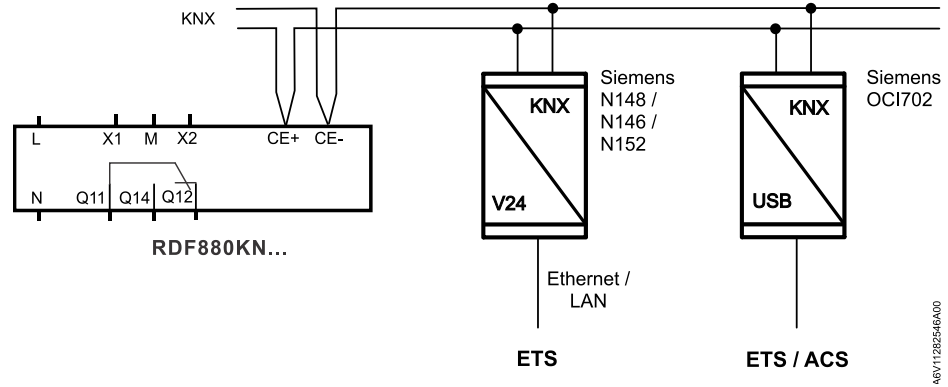 KNX
Siemens
N148 /
N146 /
N152
Siemens
OCI702
KNX
KNX
L X1 M X2 CE+ CE-
N Q11 Q14 Q12
V24
USB
RDF880KN...
Ethernet /
LAN
ETS
ETS / ACS
A6V11282546A00